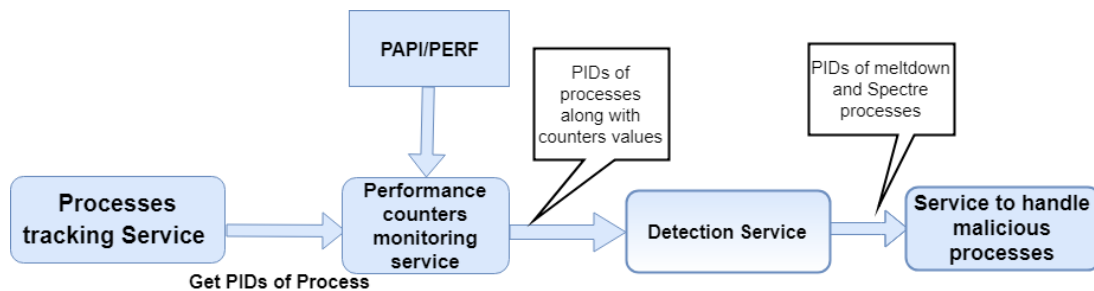 PAPI/PERF
PIDs of
processes
along with
counters values
PIDs of meltdown
and Spectre
processes
Processes
tracking Service
Get PIDs of Process
Performance
counters
monitoring
service
Detection Service
Service to handle
malicious
processes